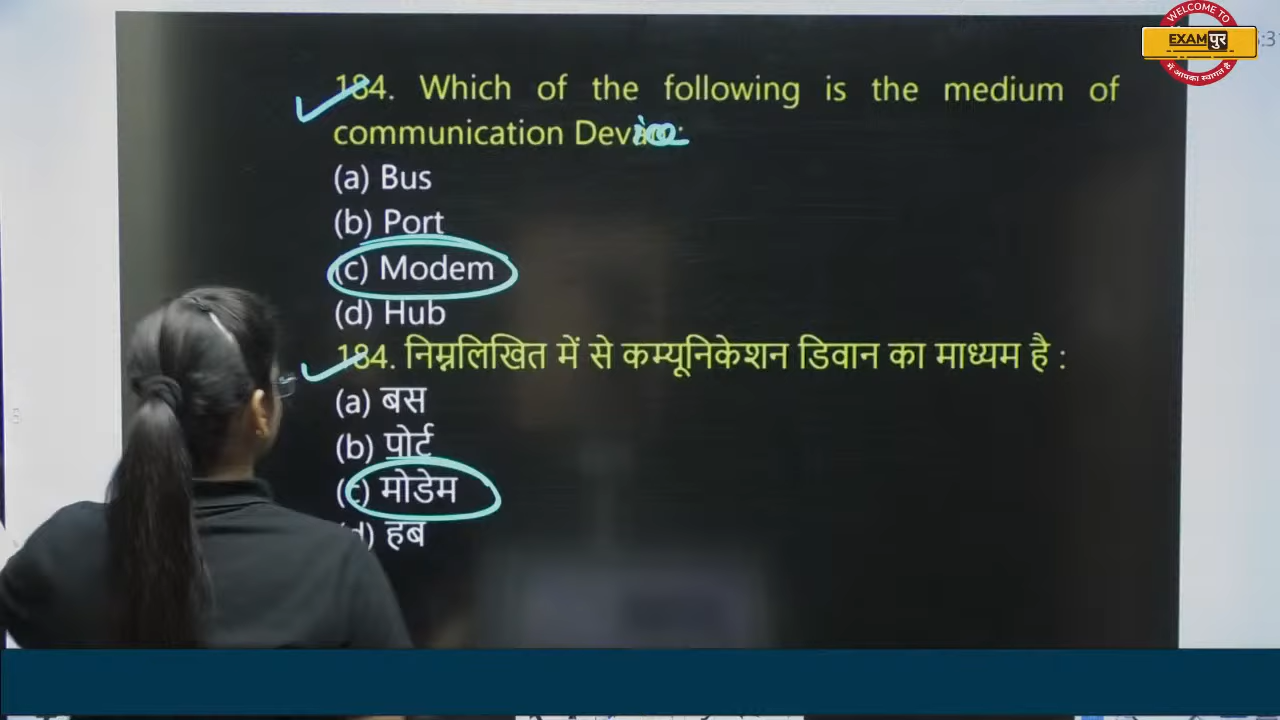 WELCOME TO
EXAMपुर
में आपका स्वागत है
184. Which of the following is the medium of
communication Device:
(a) Bus
(b) Port
(c) Modem
(d) Hub
184. निम्नलिखित में से कम्यूनिकेशन डिवान का माध्यम है :
(a) बस
(b) पोर्ट
(c) मोडेम
(d) हब